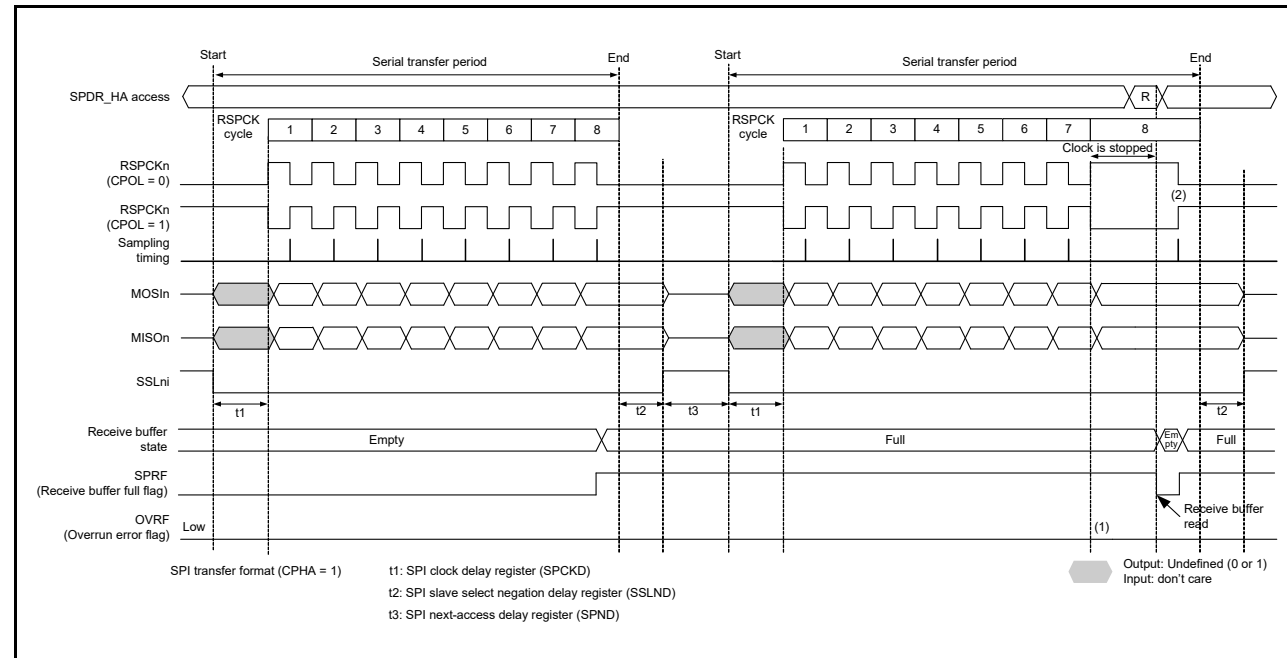 Start
Serial transfer period
End
Start
Serial transfer period
End
SPDR_HA access
R
RSPCK
cycle
1 2 3 4 5 6 7 8
RSPCK
cycle
1 2 3 4 5 6 7 8
Clock is stopped
RSPCKn
(CPOL = 0)
(2)
RSPCKn
(CPOL = 1)
Sampling
timing
MOSIn
MISOn
SSLni
t1 t2 t3 t1 t2
Receive buffer
state
Empty
Full
Em
pty
Full
SPRF
(Receive buffer full flag)
Receive buffer
read
OVRF
(Overrun error flag)
Low
(1)
SPI transfer format (CPHA = 1)
t1: SPI clock delay register (SPCKD)
t2: SPI slave select negation delay register (SSLND)
t3: SPI next-access delay register (SPND)
Output: Undefined (0 or 1)
Input: don't care